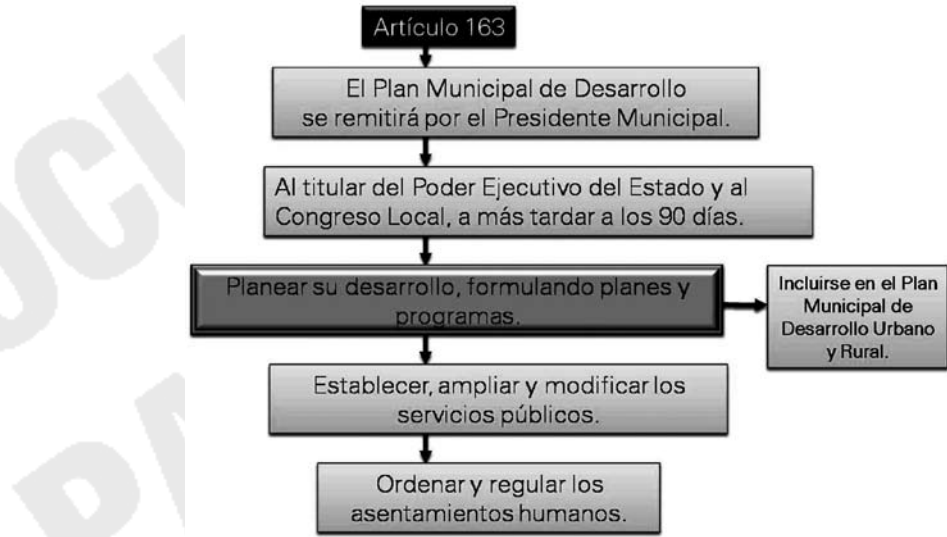 Artículo 163
El Plan Municipal de Desarrollo
se remitirá por el Presidente Municipal.
Al titular del Poder Ejecutivo del Estado y al
Congreso Local, a más tardar a los 90 días.
Planear su desarrollo, formulando planes y
programas.
Incluirse en el Plan
Municipal de
Desarrollo Urbano
y Rural.
Establecer, ampliar y modificar los
servicios públicos.
Ordenar y regular los
asentamientos humanos.